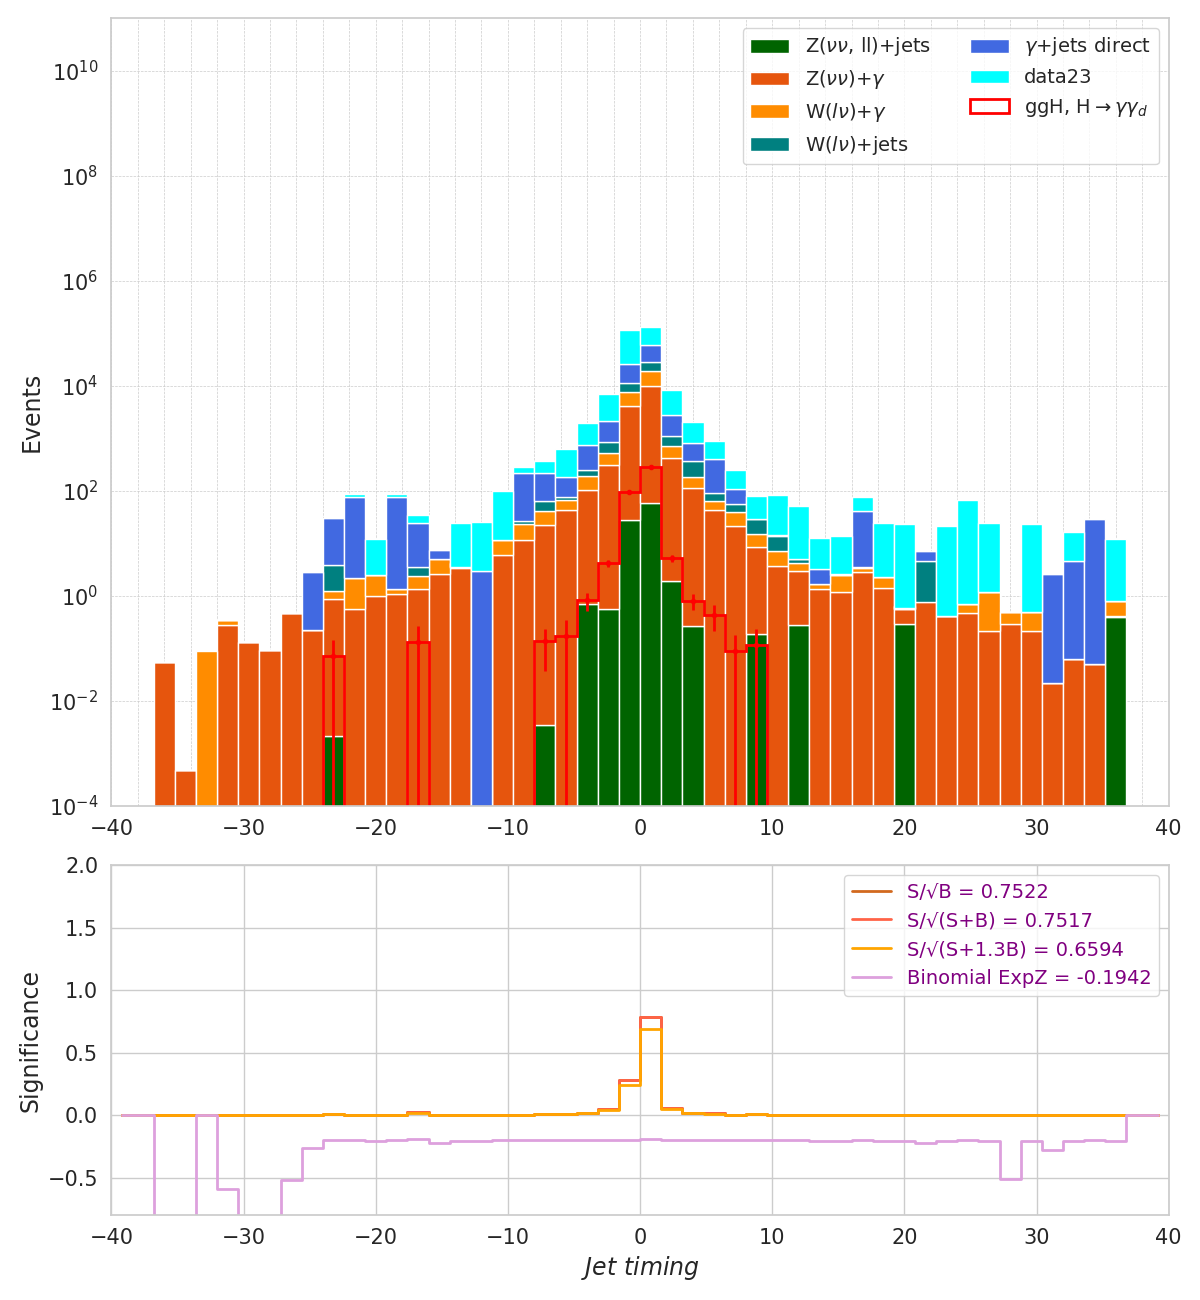 Z(νν, ll)+jets
Z(νν)+γ
W(lν)+γ
W(lν)+jets
γ+jets direct
data23
ggH, H→γγ_d
Events
10^10
10^8
10^6
10^4
10^2
10^0
10^−2
10^−4
−40 −30 −20 −10 0 10 20 30 40
S/√B = 0.7522
S/√(S+B) = 0.7517
S/√(S+1.3B) = 0.6594
Binomial ExpZ = -0.1942
Significance
2.0
1.5
1.0
0.5
0.0
−0.5
−40 −30 −20 −10 0 10 20 30 40
Jet timing